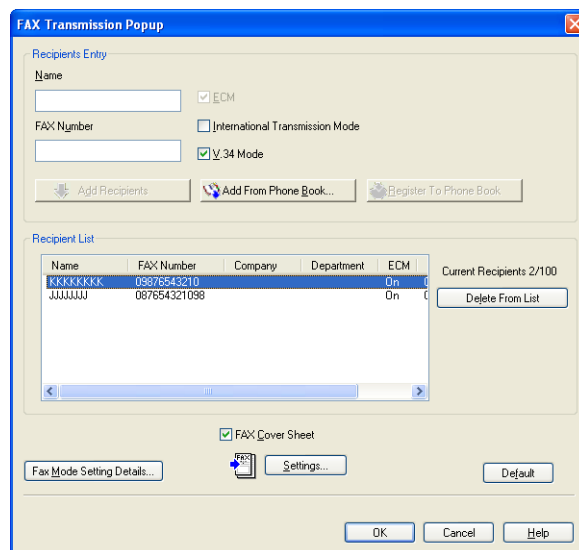 FAX Transmission Popup
Recipients Entry
Name
ECM
FAX Number
International Transmission Mode
V.34 Mode
Add Recipients
Add From Phone Book...
Register To Phone Book
Recipient List
Name FAX Number Company Department ECM
KKKKKKKK 09876543210 On
JJJJJJJJ 087654321098 On
Current Recipients 2/100
Delete From List
FAX Cover Sheet
FAX
Fax Mode Setting Details...
Settings...
Default
OK Cancel Help